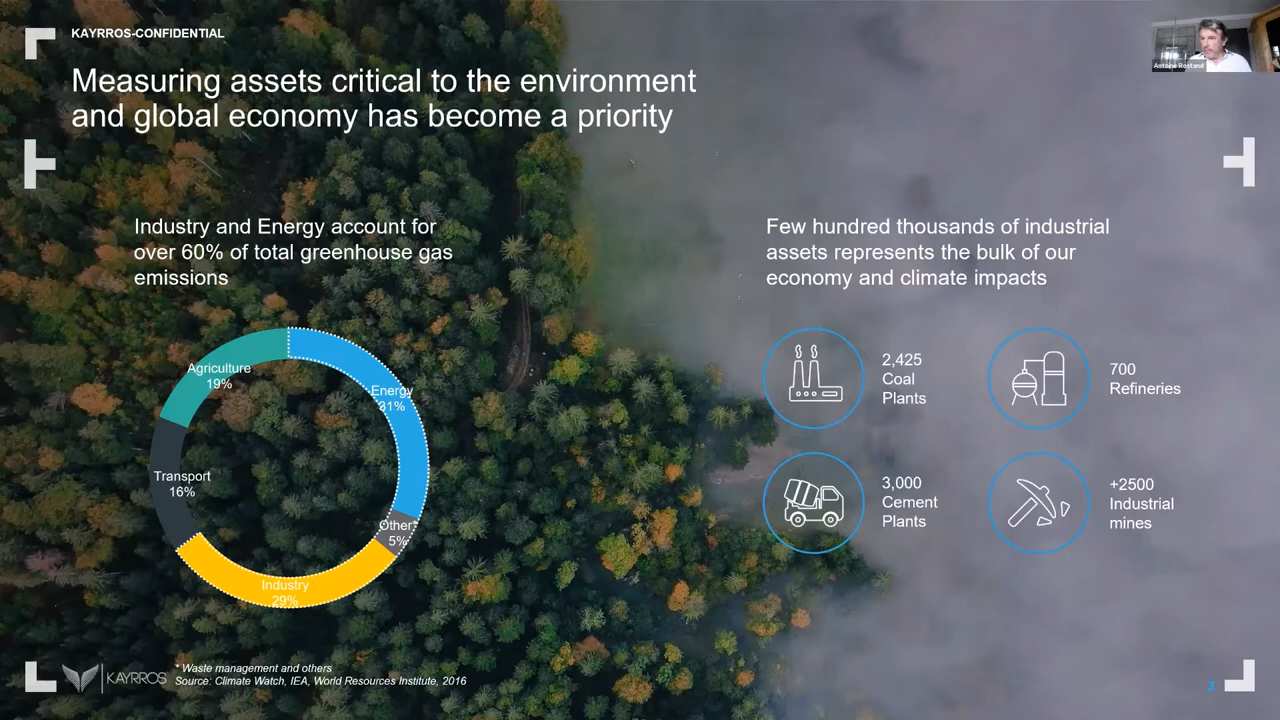 KAYRROS-CONFIDENTIAL
Measuring assets critical to the environment
and global economy has become a priority
Antoine Rostand
Industry and Energy account for
over 60% of total greenhouse gas
emissions
Agriculture
19%
Energy
31%
Transport
16%
Other*
5%
Industry
29%
Few hundred thousands of industrial
assets represents the bulk of our
economy and climate impacts
2,425
Coal
Plants
700
Refineries
3,000
Cement
Plants
+2500
Industrial
mines
KAYRROS
* Waste management and others
Source: Climate Watch, IEA, World Resources Institute, 2016
3